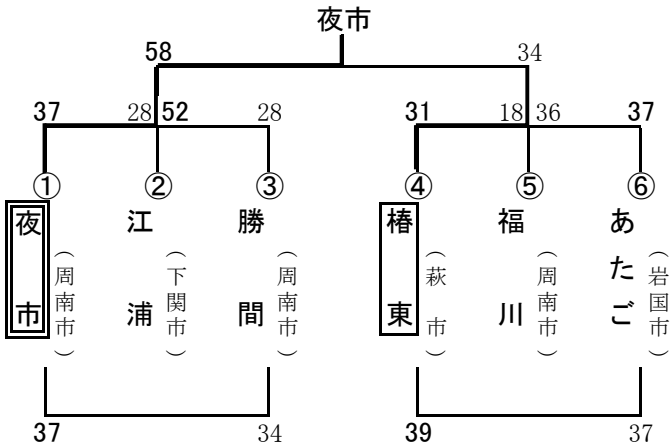 夜市
58 34
37 28 52 28 31 18 36 37
① ② ③ ④ ⑤ ⑥
夜市
（周南市）
江浦
（下関市）
勝間
（周南市）
椿東
（萩市）
福川
（周南市）
あたご
（岩国市）
37 34 39 37